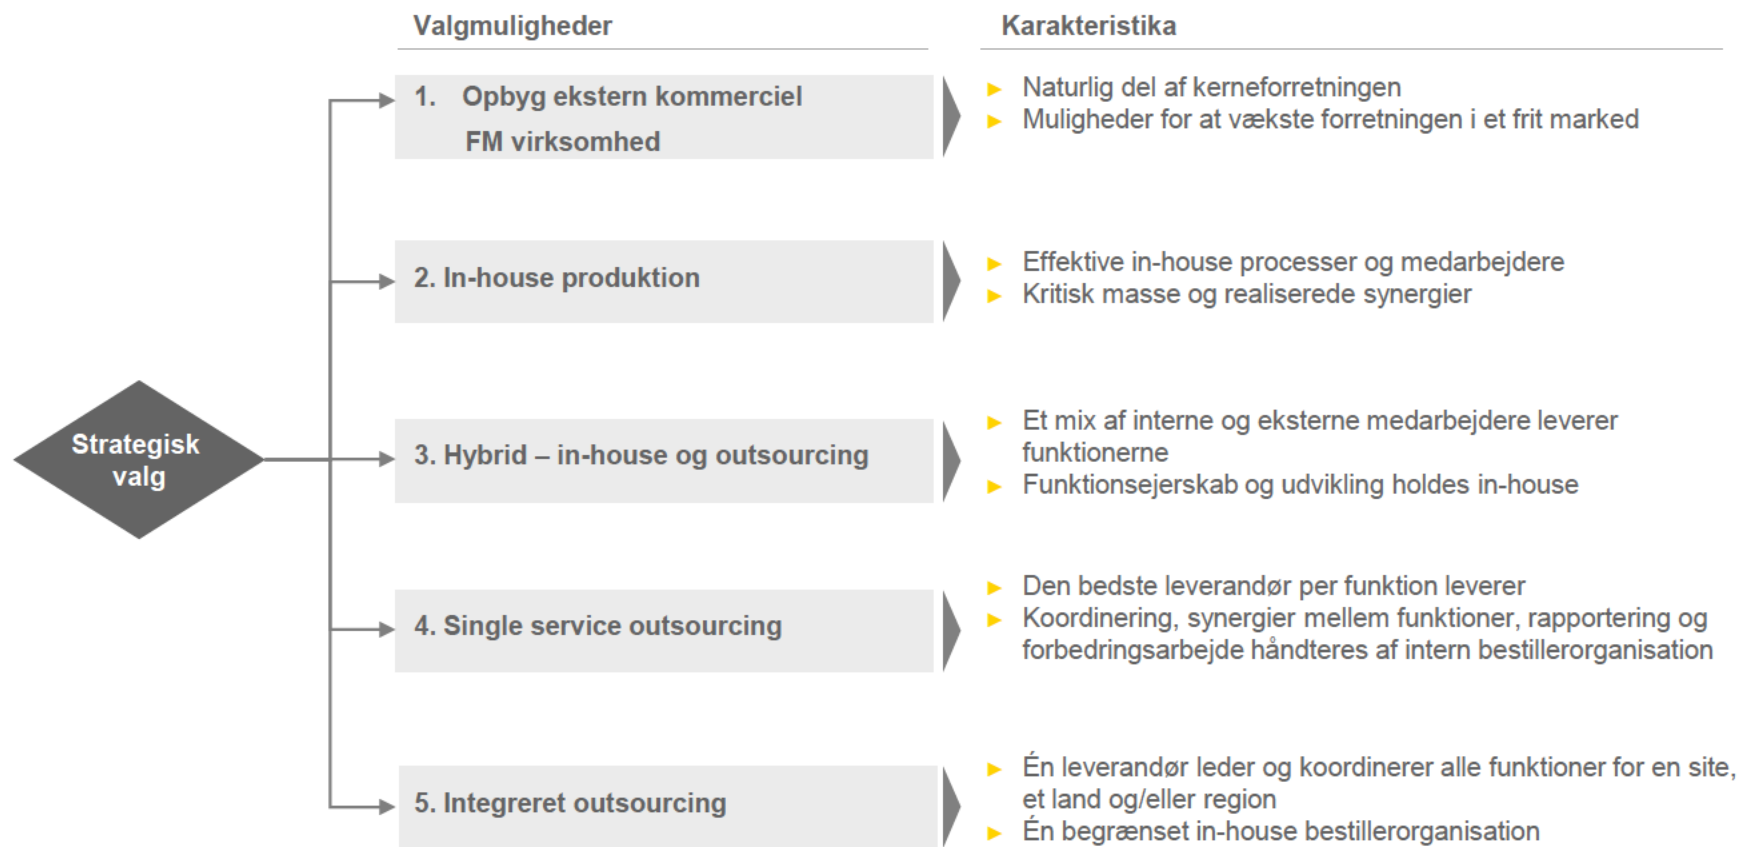 Valgmuligheder
Karakteristika
Strategisk
valg
1. Opbyg ekstern kommerciel
FM virksomhed
► Naturlig del af kerneforretningen
► Muligheder for at vækste forretningen i et frit marked
2. In-house produktion
► Effektive in-house processer og medarbejdere
► Kritisk masse og realiserede synergier
3. Hybrid – in-house og outsourcing
► Et mix af interne og eksterne medarbejdere leverer
funktionerne
► Funktionsejerskab og udvikling holdes in-house
4. Single service outsourcing
► Den bedste leverandør per funktion leverer
► Koordinering, synergier mellem funktioner, rapportering og
forbedringsarbejde håndteres af intern bestillerorganisation
5. Integreret outsourcing
► Én leverandør leder og koordinerer alle funktioner for en site,
et land og/eller region
► Én begrænset in-house bestillerorganisation